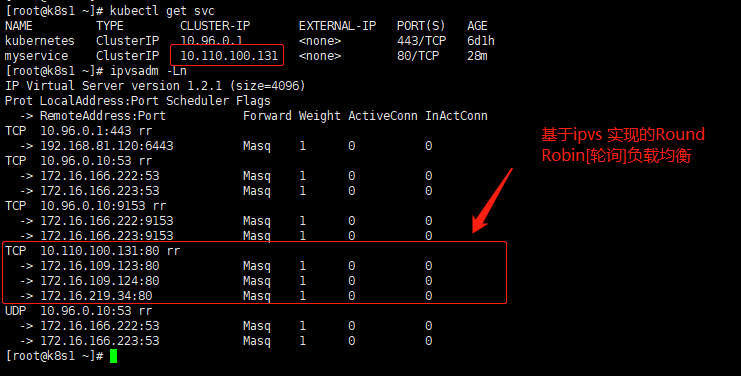 [root@k8s1 ~]# kubectl get svc
NAME         TYPE        CLUSTER-IP       EXTERNAL-IP   PORT(S)   AGE
kubernetes   ClusterIP   10.96.0.1        <none>        443/TCP   6d1h
myservice    ClusterIP   10.110.100.131   <none>        80/TCP    28m
[root@k8s1 ~]# ipvsadm -Ln
IP Virtual Server version 1.2.1 (size=4096)
Prot LocalAddress:Port Scheduler Flags
  -> RemoteAddress:Port           Forward Weight ActiveConn InActConn
TCP  10.96.0.1:443 rr
  -> 192.168.81.120:6443          Masq    1      0          0
TCP  10.96.0.10:53 rr
  -> 172.16.166.222:53            Masq    1      0          0
  -> 172.16.166.223:53            Masq    1      0          0
TCP  10.96.0.10:9153 rr
  -> 172.16.166.222:9153          Masq    1      0          0
  -> 172.16.166.223:9153          Masq    1      0          0
TCP  10.110.100.131:80 rr
  -> 172.16.109.123:80            Masq    1      0          0
  -> 172.16.109.124:80            Masq    1      0          0
  -> 172.16.219.34:80             Masq    1      0          0
UDP  10.96.0.10:53 rr
  -> 172.16.166.222:53            Masq    1      0          0
  -> 172.16.166.223:53            Masq    1      0          0
[root@k8s1 ~]#
基于ipvs 实现的Round
Robin[轮询]负载均衡